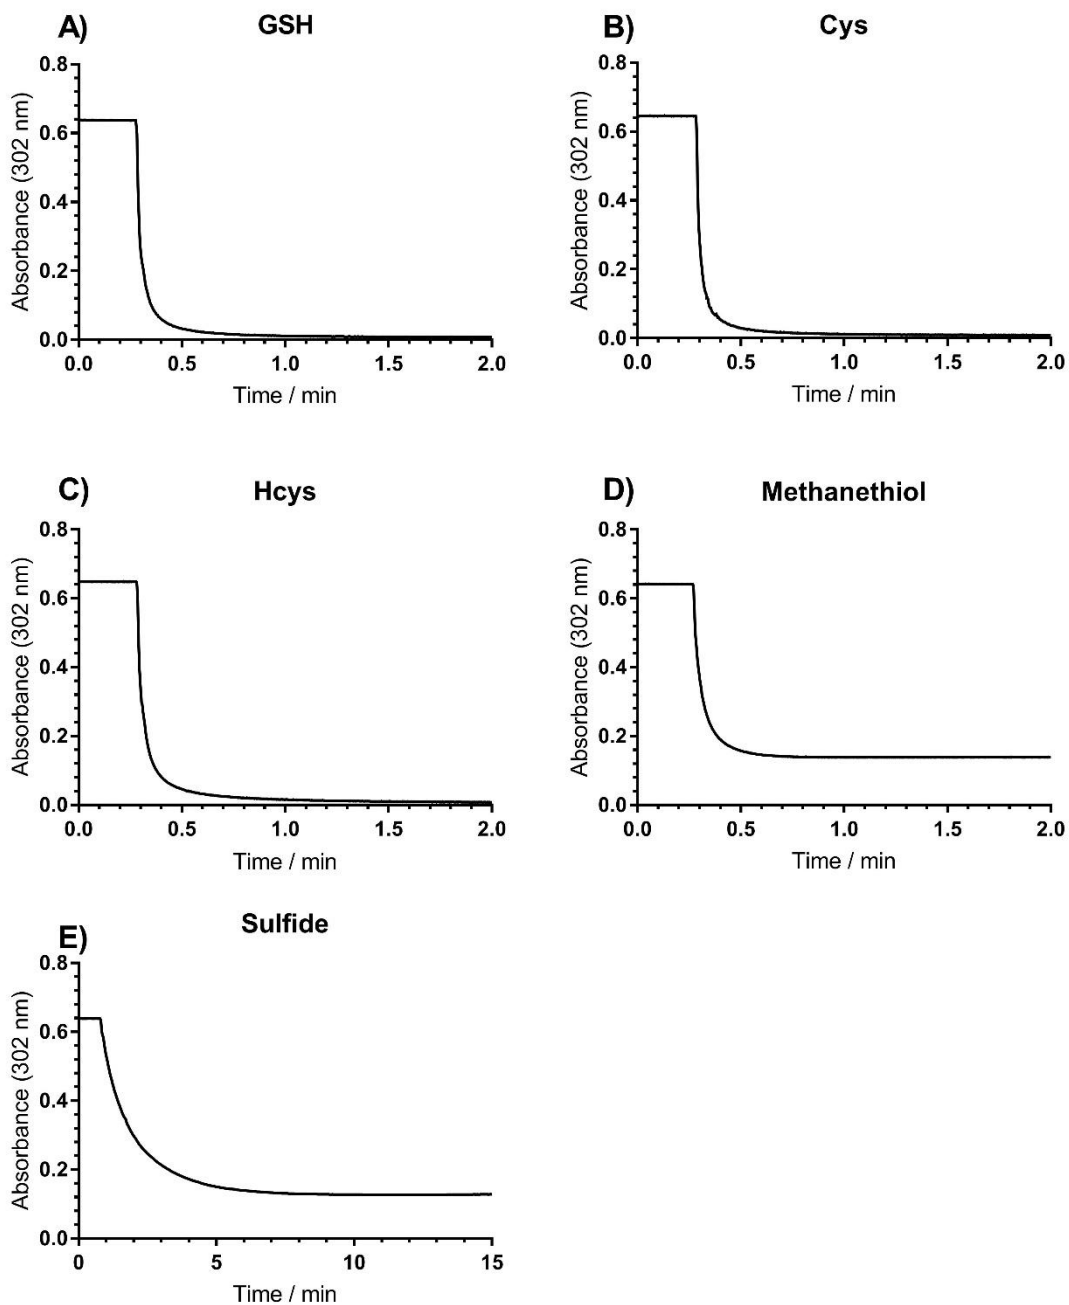 A) GSH
Absorbance (302 nm)
0.8
0.6
0.4
0.2
0.0
0.0 0.5 1.0 1.5 2.0
Time / min
B) Cys
Absorbance (302 nm)
0.8
0.6
0.4
0.2
0.0
0.0 0.5 1.0 1.5 2.0
Time / min
C) Hcys
Absorbance (302 nm)
0.8
0.6
0.4
0.2
0.0
0.0 0.5 1.0 1.5 2.0
Time / min
D) Methanethiol
Absorbance (302 nm)
0.8
0.6
0.4
0.2
0.0
0.0 0.5 1.0 1.5 2.0
Time / min
E) Sulfide
Absorbance (302 nm)
0.8
0.6
0.4
0.2
0.0
0 5 10 15
Time / min